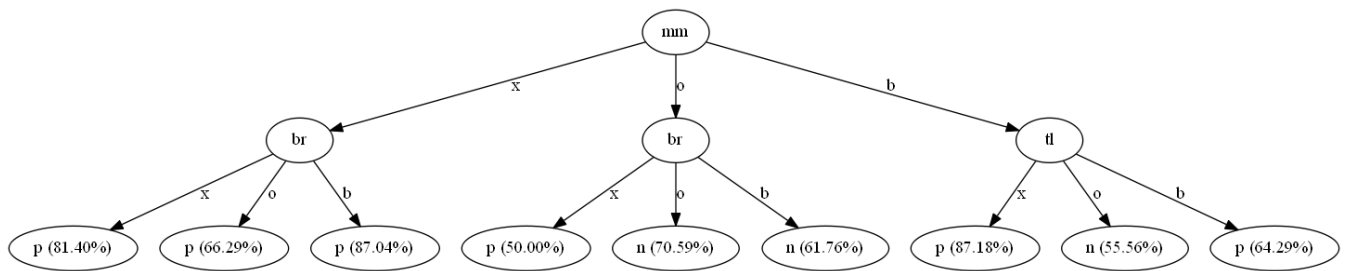 mm
x o b
br br tl
x o b x o b x o b
p (81.40%) p (66.29%) p (87.04%) p (50.00%) n (70.59%) n (61.76%) p (87.18%) n (55.56%) p (64.29%)